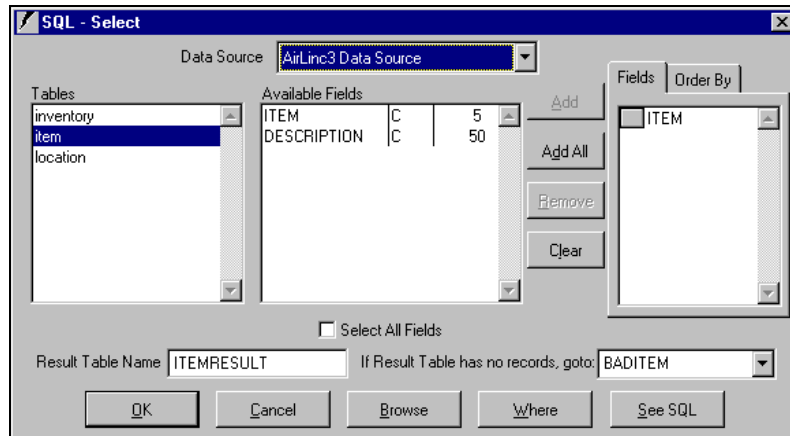 SQL - Select
Data Source AirLinc3 Data Source
Tables
inventory
item
location
Available Fields
ITEM C 5
DESCRIPTION C 50
Add
Add All
Remove
Clear
Fields Order By
ITEM
Select All Fields
Result Table Name ITEMRESULT If Result Table has no records, goto: BADITEM
OK Cancel Browse Where See SQL